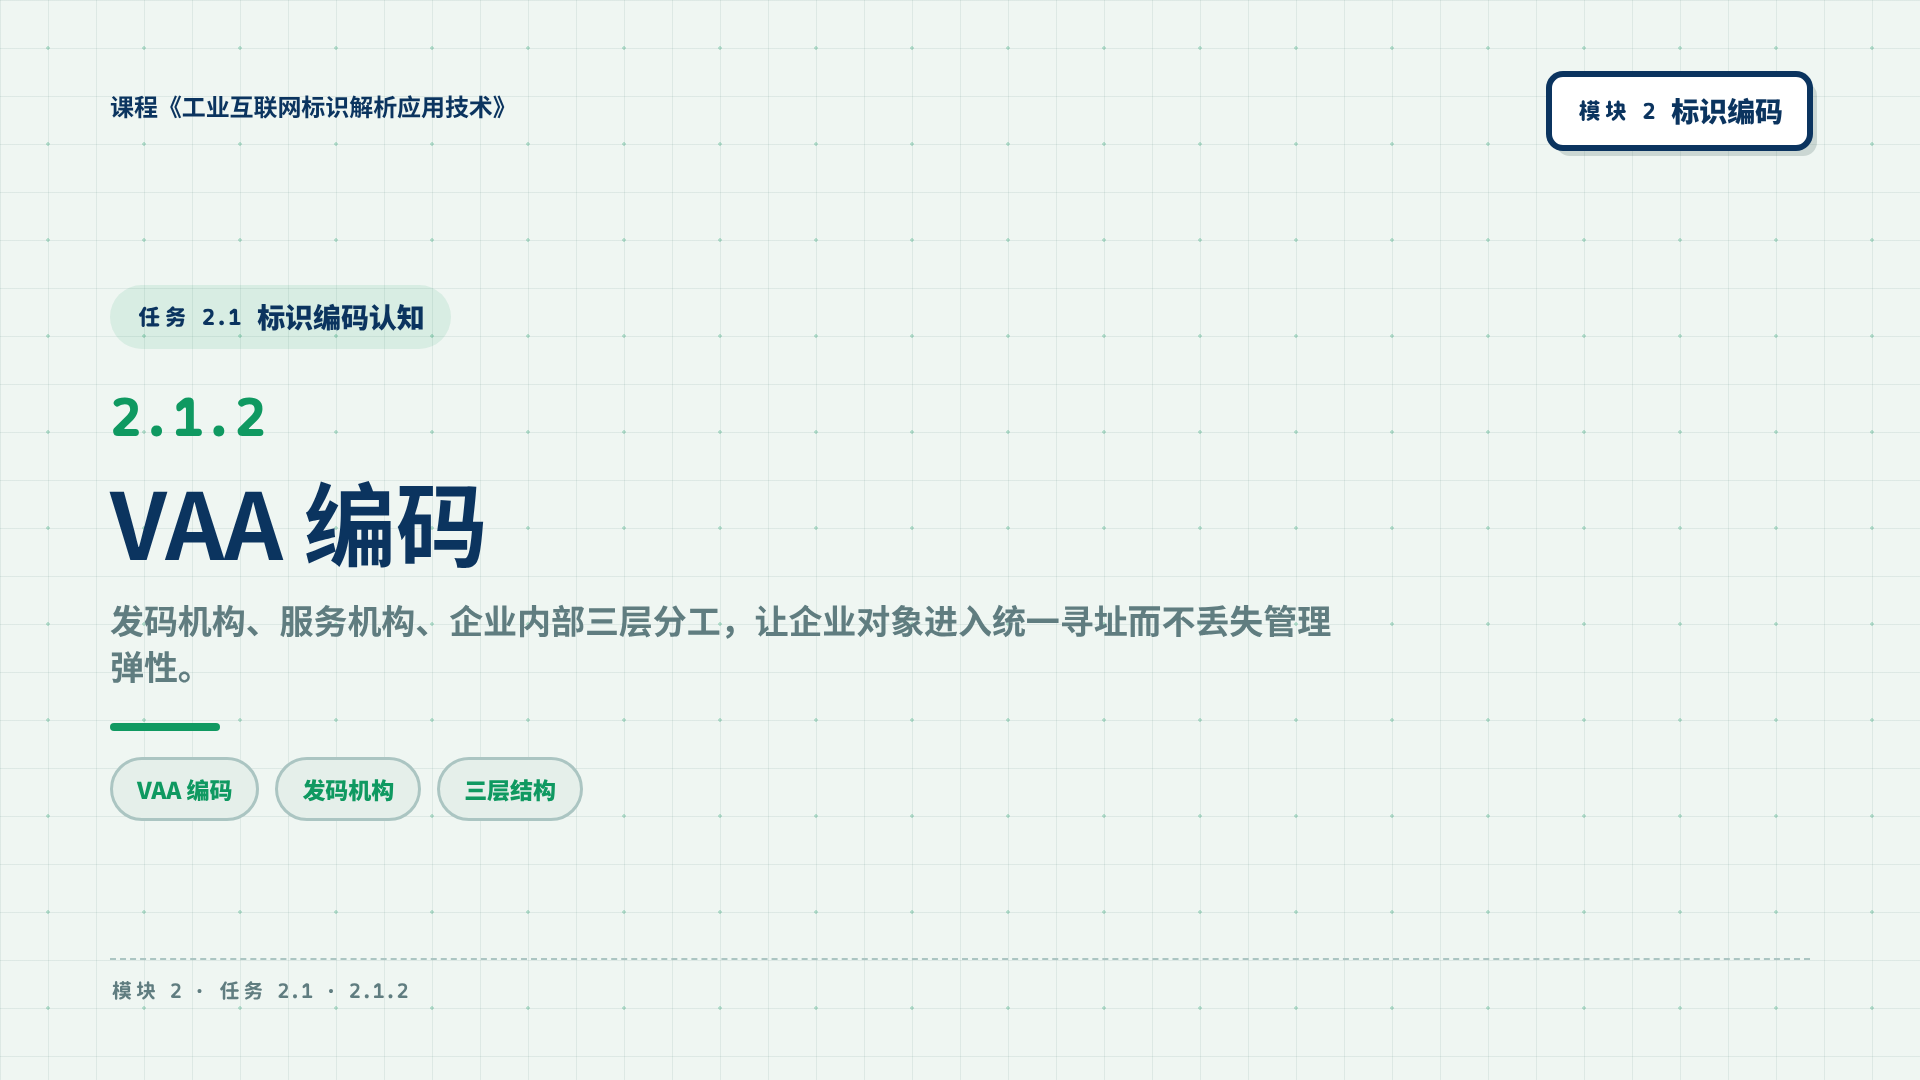 课程《工业互联网标识解析应用技术》
模块 2 标识编码
任务 2.1 标识编码认知
2.1.2
VAA 编码
发码机构、服务机构、企业内部三层分工，让企业对象进入统一寻址而不丢失管理
弹性。
VAA 编码
发码机构
三层结构
模块 2 · 任务 2.1 · 2.1.2